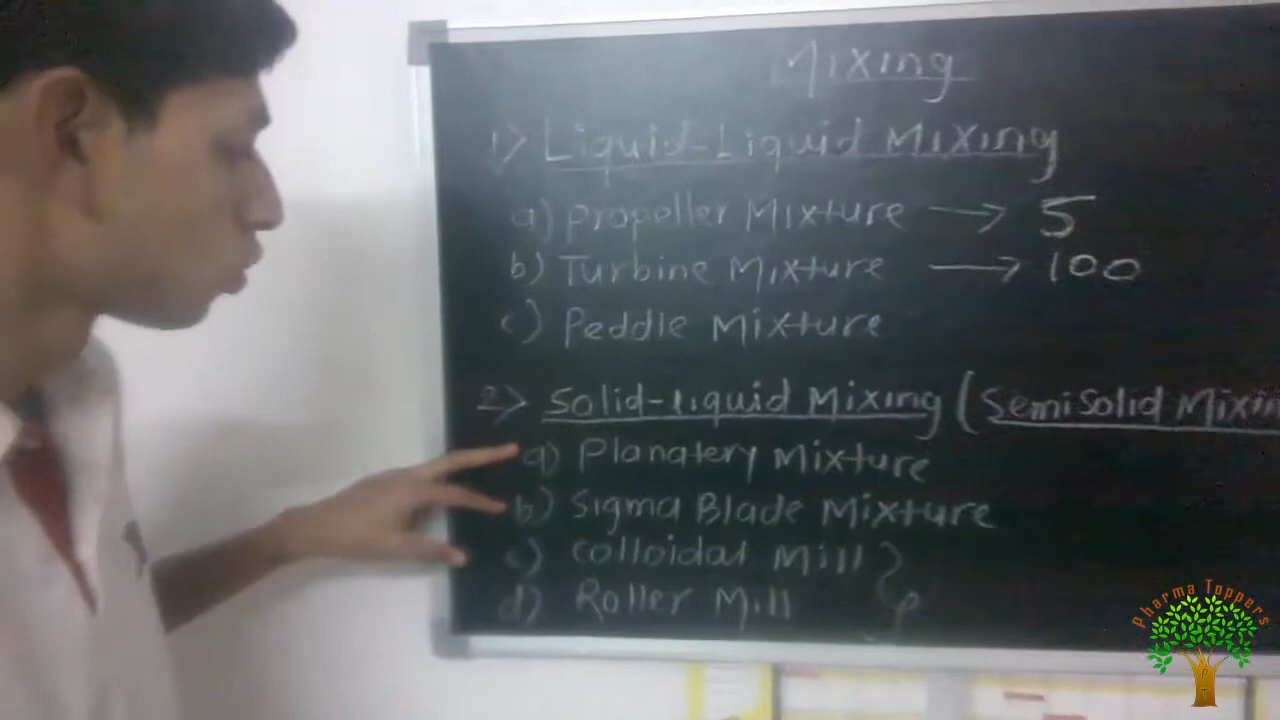 Mixing
1) Liquid-Liquid Mixing
a) Propeller Mixture → 5
b) Turbine Mixture → 100
c) Peddle Mixture
2) Solid-liquid Mixing (Semisolid Mixin
a) Planatery Mixture
b) Sigma Blade Mixture
c) Colloidal Mill
d) Roller Mill
Pharma Toppers
P T